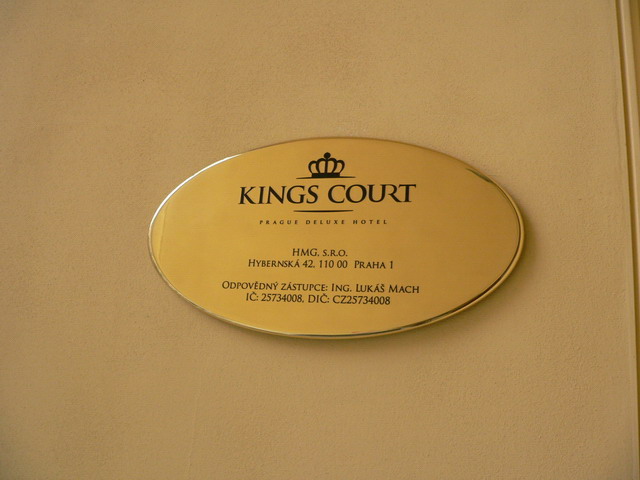 KINGS COURT
PRAGUE DELUXE HOTEL
HMG, S.R.O.
HYBERNSKÁ 42, 110 00 PRAHA 1
ODPOVĚDNÝ ZÁSTUPCE: ING. LUKÁŠ MACH
IČ: 25734008, DIČ: CZ25734008